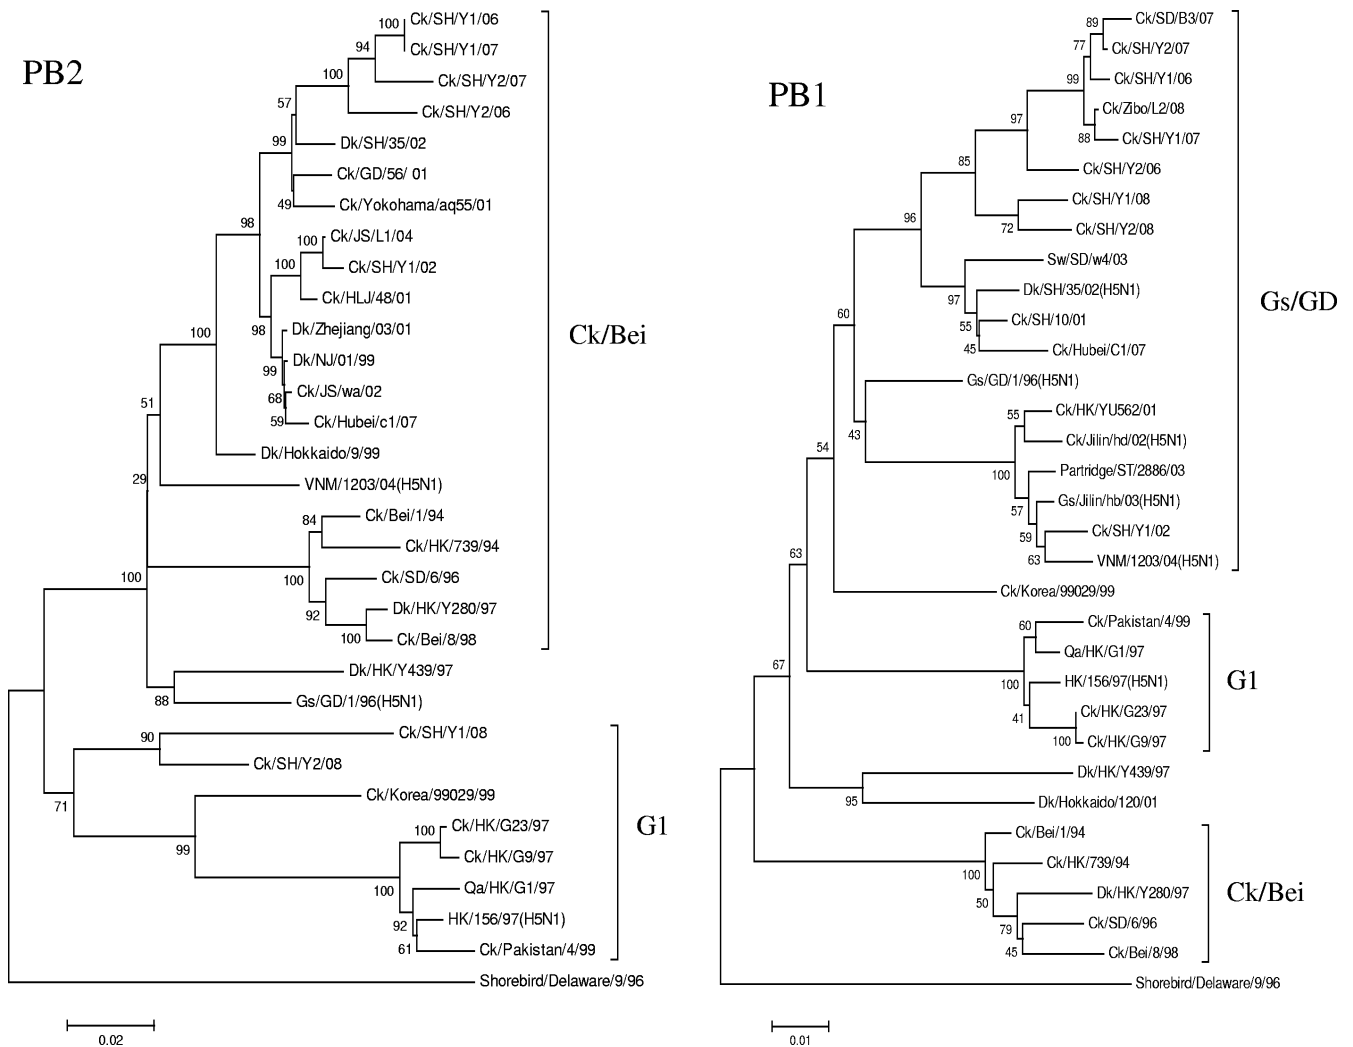 PB2
100
Ck/SH/Y1/06
Ck/SH/Y1/07
94
100
Ck/SH/Y2/07
57
Ck/SH/Y2/06
99
Dk/SH/35/02
Ck/GD/56/ 01
49
Ck/Yokohama/aq55/01
98
100
Ck/JS/L1/04
100
Ck/SH/Y1/02
Ck/HLJ/48/01
98
Dk/Zhejiang/03/01
100
99
Dk/NJ/01/99
68
Ck/JS/wa/02
59
Ck/Hubei/c1/07
51
Dk/Hokkaido/9/99
29
VNM/1203/04(H5N1)
84
Ck/Bei/1/94
Ck/HK/739/94
100
100
Ck/SD/6/96
92
Dk/HK/Y280/97
100
Ck/Bei/8/98
Dk/HK/Y439/97
88
Gs/GD/1/96(H5N1)
90
Ck/SH/Y1/08
Ck/SH/Y2/08
71
Ck/Korea/99029/99
99
100
Ck/HK/G23/97
Ck/HK/G9/97
100
Qa/HK/G1/97
92
HK/156/97(H5N1)
61
Ck/Pakistan/4/99
Shorebird/Delaware/9/96
Ck/Bei
G1
0.02
PB1
89
Ck/SD/B3/07
77
Ck/SH/Y2/07
99
Ck/SH/Y1/06
Ck/Zibo/L2/08
97
88
Ck/SH/Y1/07
85
Ck/SH/Y2/06
Ck/SH/Y1/08
96
72
Ck/SH/Y2/08
Sw/SD/w4/03
97
Dk/SH/35/02(H5N1)
60
55
Ck/SH/10/01
45
Ck/Hubei/C1/07
Gs/GD/1/96(H5N1)
43
55
Ck/HK/YU562/01
54
Ck/Jilin/hd/02(H5N1)
100
Partridge/ST/2886/03
57
Gs/Jilin/hb/03(H5N1)
59
Ck/SH/Y1/02
63
63
VNM/1203/04(H5N1)
Ck/Korea/99029/99
60
Ck/Pakistan/4/99
67
Qa/HK/G1/97
100
HK/156/97(H5N1)
41
Ck/HK/G23/97
100
Ck/HK/G9/97
Dk/HK/Y439/97
95
Dk/Hokkaido/120/01
Ck/Bei/1/94
100
Ck/HK/739/94
50
Dk/HK/Y280/97
79
Ck/SD/6/96
45
Ck/Bei/8/98
Shorebird/Delaware/9/96
Gs/GD
G1
Ck/Bei
0.01